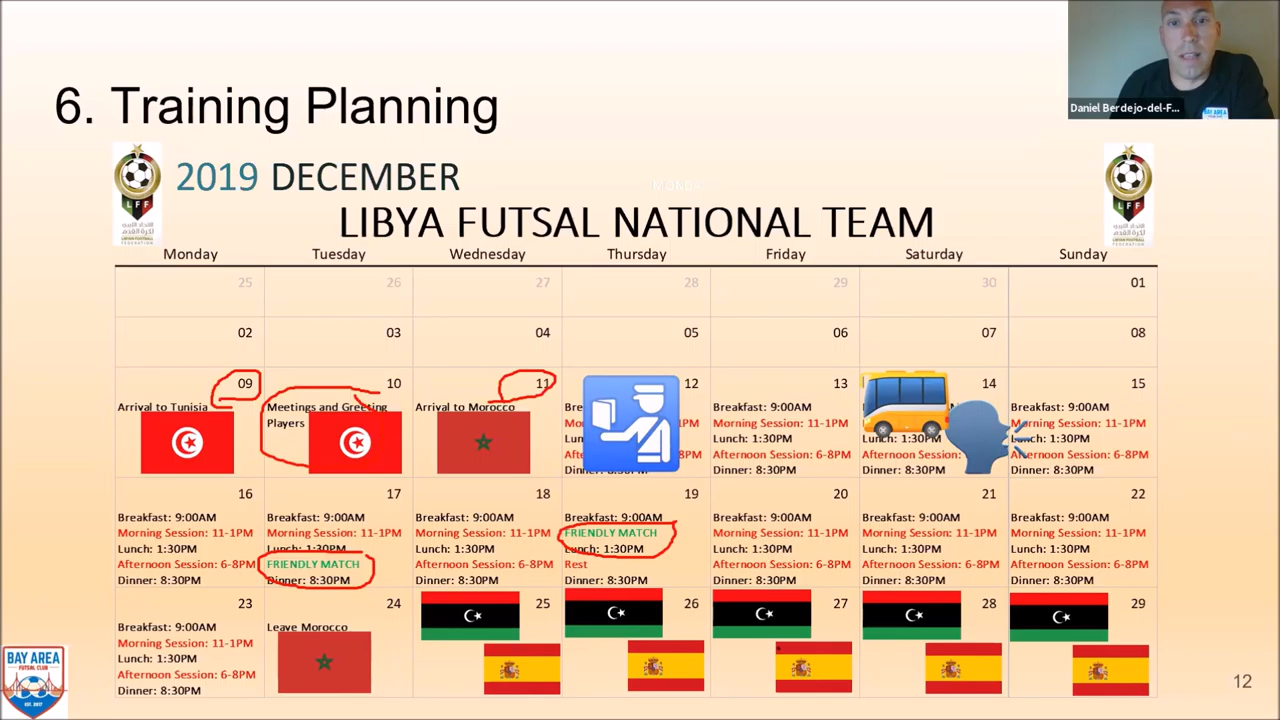 Daniel Berdejo-del-F...
6. Training Planning
2019 DECEMBER
MONDA
LIBYA FUTSAL NATIONAL TEAM
LFF
LFF
Monday Tuesday Wednesday Thursday Friday Saturday Sunday
25 26 27 28 29 30 01
02 03 04 05 06 07 08
09 10 11 12 13 14 15
Arrival to Tunisia
Meetings and Greeting
Players
Arrival to Morocco
Breakfast: 9:00AM
Morning Session: 11-1PM
Lunch: 1:30PM
Afternoon Session: 6-8PM
Dinner: 8:30PM
Lunch: 1:30PM
Afternoon Session:
Dinner: 8:30PM
Breakfast: 9:00AM
Morning Session: 11-1PM
Lunch: 1:30PM
Afternoon Session: 6-8PM
Dinner: 8:30PM
16 17 18 19 20 21 22
Breakfast: 9:00AM
Morning Session: 11-1PM
Lunch: 1:30PM
Afternoon Session: 6-8PM
Dinner: 8:30PM
Breakfast: 9:00AM
Morning Session: 11-1PM
Lunch: 1:30PM
FRIENDLY MATCH
Dinner: 8:30PM
Breakfast: 9:00AM
Morning Session: 11-1PM
Lunch: 1:30PM
Afternoon Session: 6-8PM
Dinner: 8:30PM
Breakfast: 9:00AM
FRIENDLY MATCH
Lunch: 1:30PM
Rest
Dinner: 8:30PM
Breakfast: 9:00AM
Morning Session: 11-1PM
Lunch: 1:30PM
Afternoon Session: 6-8PM
Dinner: 8:30PM
Breakfast: 9:00AM
Morning Session: 11-1PM
Lunch: 1:30PM
Afternoon Session: 6-8PM
Dinner: 8:30PM
Breakfast: 9:00AM
Morning Session: 11-1PM
Lunch: 1:30PM
Afternoon Session: 6-8PM
Dinner: 8:30PM
23 24 25 26 27 28 29
Breakfast: 9:00AM
Morning Session: 11-1PM
Lunch: 1:30PM
Afternoon Session: 6-8PM
Dinner: 8:30PM
Leave Morocco
BAY AREA
FUTSAL CLUB
EST. 2017
12